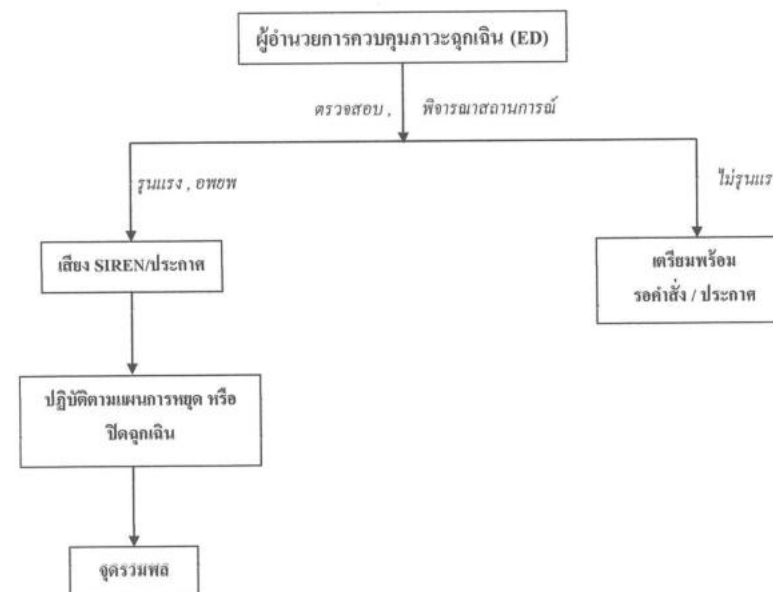 ผู้อำนวยการควบคุมภาวะฉุกเฉิน (ED)
ตรวจสอบ , พิจารณาสถานการณ์
รุนแรง , อพยพ
ไม่รุนแร
เสียง SIREN/ประกาศ
เตรียมพร้อม
รอคำสั่ง / ประกาศ
ปฏิบัติตามแผนการหยุด หรือ
ปิดฉุกเฉิน
จุดรวมพล